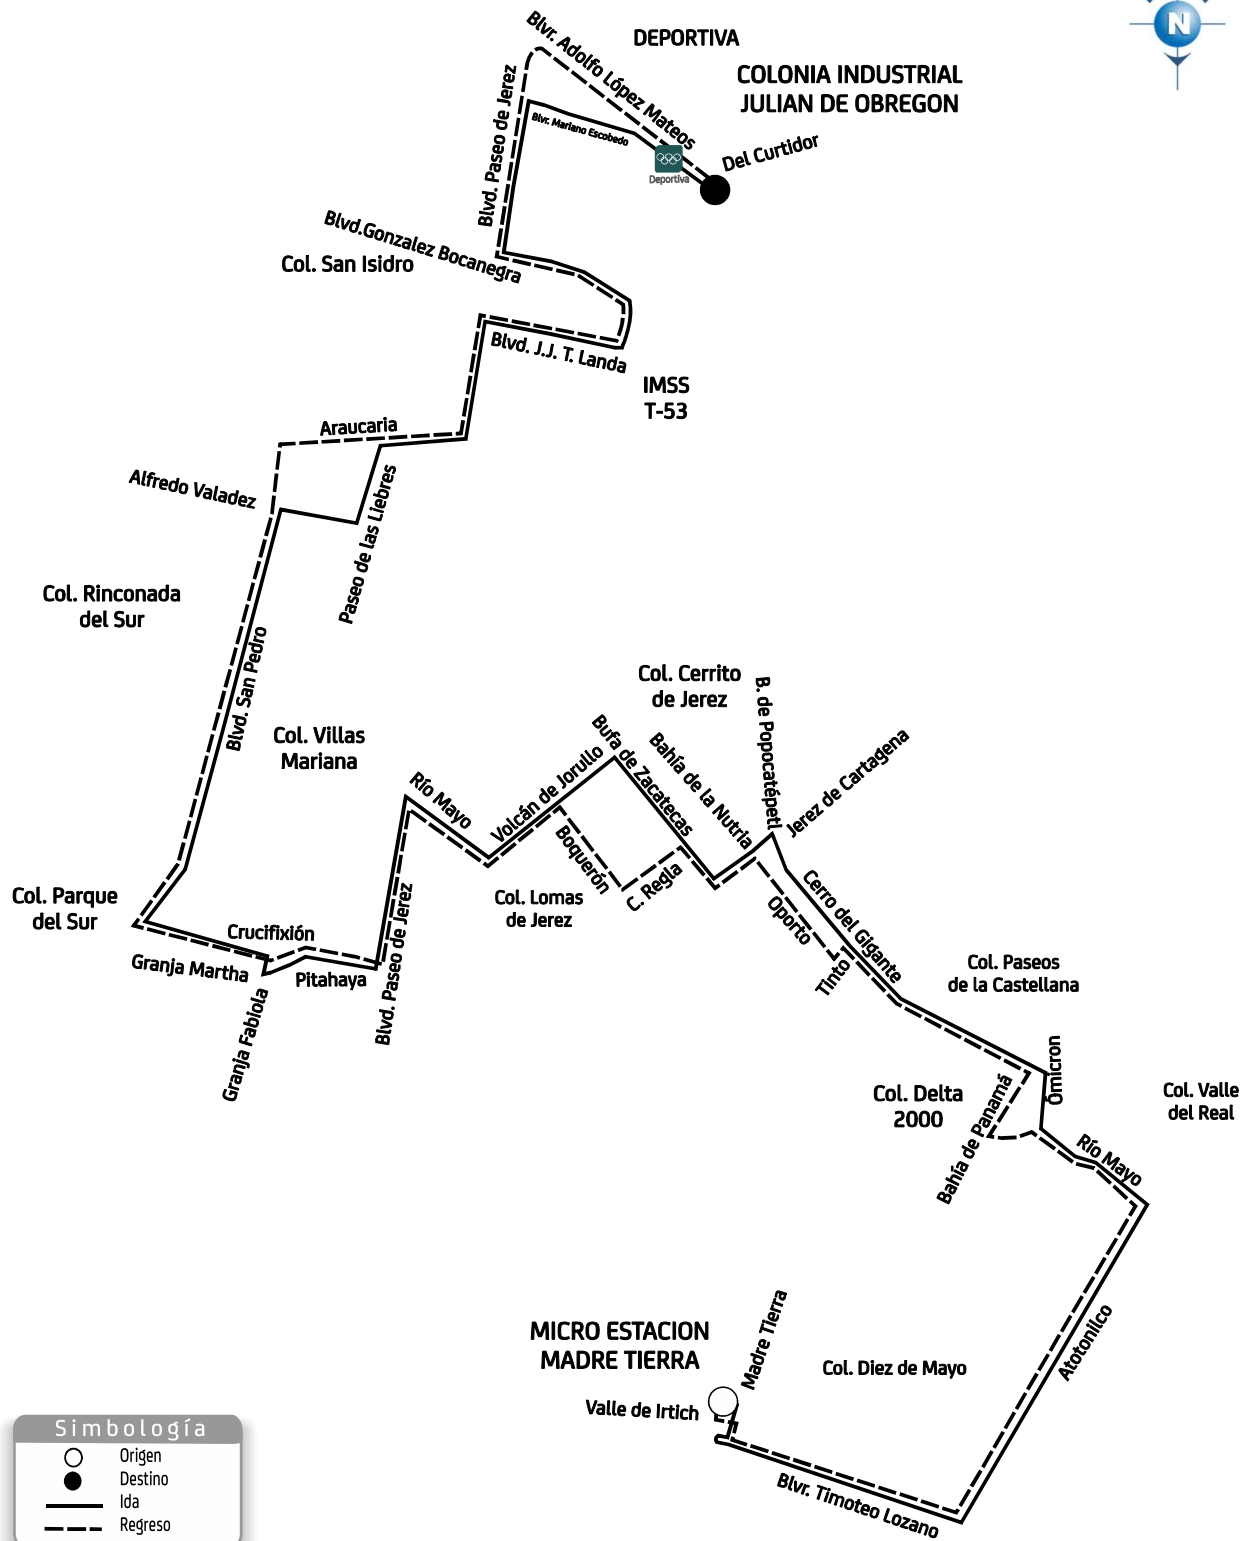 N
DEPORTIVA
COLONIA INDUSTRIAL
JULIAN DE OBREGON
Blvr. Adolfo López Mateos
Blvd. Paseo de Jerez
Blvr. Mariano Escobedo
Del Curtidor
Deportiva
Blvd.Gonzalez Bocanegra
Col. San Isidro
Blvd. J.J. T. Landa
IMSS
T-53
Araucaria
Alfredo Valadez
Paseo de las Liebres
Col. Rinconada
del Sur
Blvd. San Pedro
Col. Villas
Mariana
Col. Cerrito
de Jerez
B. de Popocatépetl
Bufa de Zacatecas
Bahía de la Nutria
Jerez de Cartagena
Río Mayo
Volcán de Jorullo
Boquerón
C. Regla
Col. Lomas
de Jerez
Oporto
Cerro del Gigante
Tinto
Col. Parque
del Sur
Crucifixión
Granja Martha
Pitahaya
Blvd. Paseo de Jerez
Granja Fabiola
Col. Paseos
de la Castellana
Omicron
Col. Delta
2000
Bahía de Panamá
Col. Valle
del Real
Río Mayo
MICRO ESTACION
MADRE TIERRA
Madre Tierra
Col. Diez de Mayo
Atotonilco
Valle de Irtich
Blvr. Timoteo Lozano
Simbología
Origen
Destino
Ida
Regreso